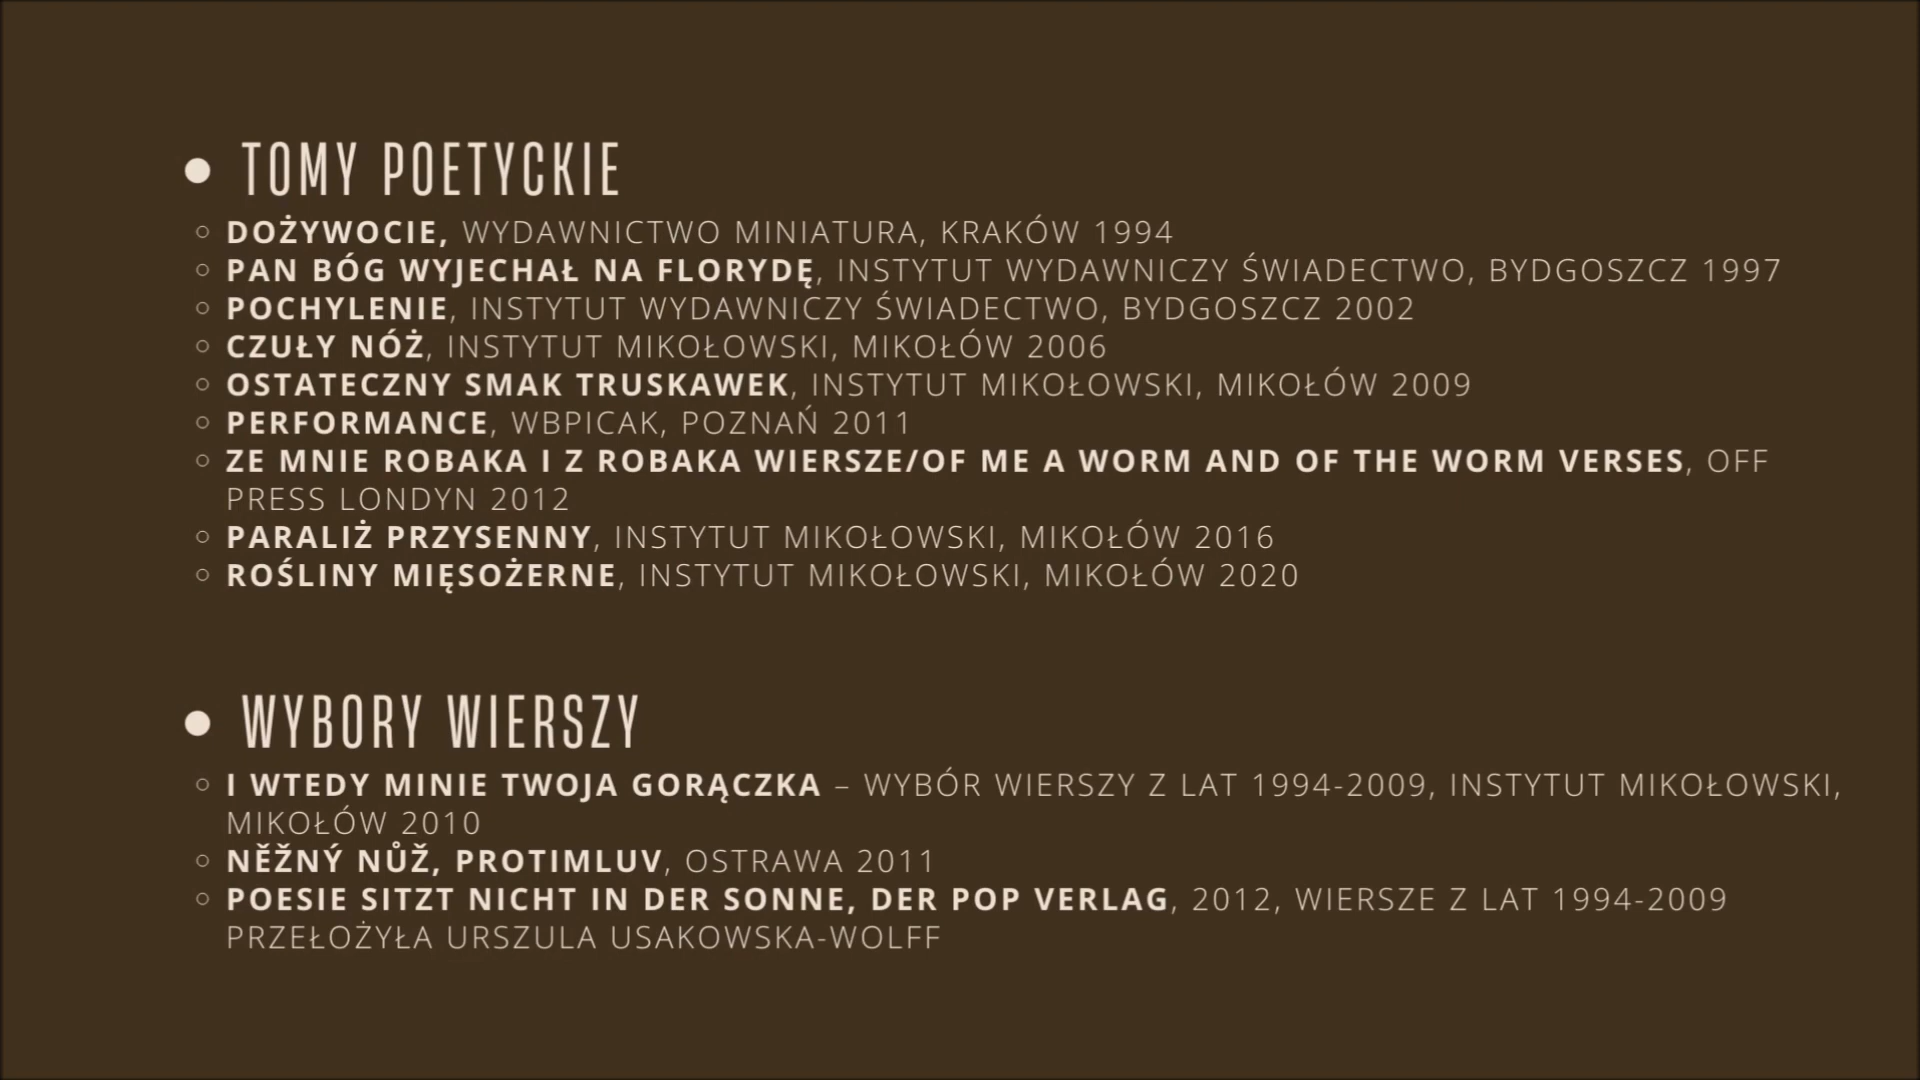 TOMY POETYCKIE
DOŻYWOCIE, WYDAWNICTWO MINIATURA, KRAKÓW 1994
PAN BÓG WYJECHAŁ NA FLORYDĘ, INSTYTUT WYDAWNICZY ŚWIADECTWO, BYDGOSZCZ 1997
POCHYLENIE, INSTYTUT WYDAWNICZY ŚWIADECTWO, BYDGOSZCZ 2002
CZUŁY NÓŻ, INSTYTUT MIKOŁOWSKI, MIKOŁÓW 2006
OSTATECZNY SMAK TRUSKAWEK, INSTYTUT MIKOŁOWSKI, MIKOŁÓW 2009
PERFORMANCE, WBPICAK, POZNAŃ 2011
ZE MNIE ROBAKA I Z ROBAKA WIERSZE/OF ME A WORM AND OF THE WORM VERSES, OFF
PRESS LONDYN 2012
PARALIŻ PRZYSENNY, INSTYTUT MIKOŁOWSKI, MIKOŁÓW 2016
ROŚLINY MIĘSOŻERNE, INSTYTUT MIKOŁOWSKI, MIKOŁÓW 2020
WYBORY WIERSZY
I WTEDY MINIE TWOJA GORĄCZKA – WYBÓR WIERSZY Z LAT 1994-2009, INSTYTUT MIKOŁOWSKI,
MIKOŁÓW 2010
NĚŽNÝ NŮŽ, PROTIMLUV, OSTRAWA 2011
POESIE SITZT NICHT IN DER SONNE, DER POP VERLAG, 2012, WIERSZE Z LAT 1994-2009
PRZEŁOŻYŁA URSZULA USAKOWSKA-WOLFF